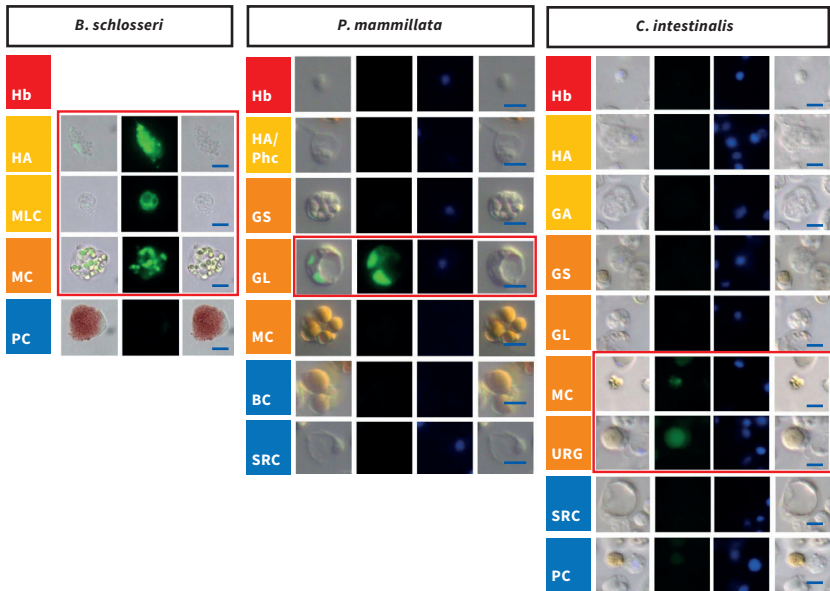 B. schlosseri
Hb
HA
MLC
MC
PC
P. mammillata
Hb
HA/
Phc
GS
GL
MC
BC
SRC
C. intestinalis
Hb
HA
GA
GS
GL
MC
URG
SRC
PC